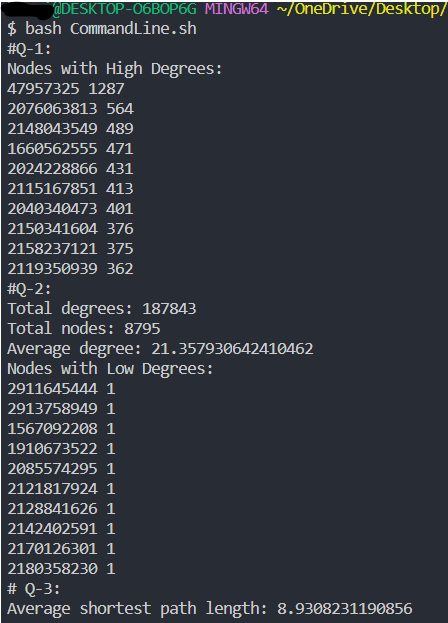 @DESKTOP-O6BOP6G MINGW64 ~/OneDrive/Desktop/
$ bash CommandLine.sh
#Q-1:
Nodes with High Degrees:
47957325 1287
2076063813 564
2148043549 489
1660562555 471
2024228866 431
2115167851 413
2040340473 401
2150341604 376
2158237121 375
2119350939 362
#Q-2:
Total degrees: 187843
Total nodes: 8795
Average degree: 21.357930642410462
Nodes with Low Degrees:
2911645444 1
2913758949 1
1567092208 1
1910673522 1
2085574295 1
2121817924 1
2128841626 1
2142402591 1
2170126301 1
2180358230 1
# Q-3:
Average shortest path length: 8.9308231190856